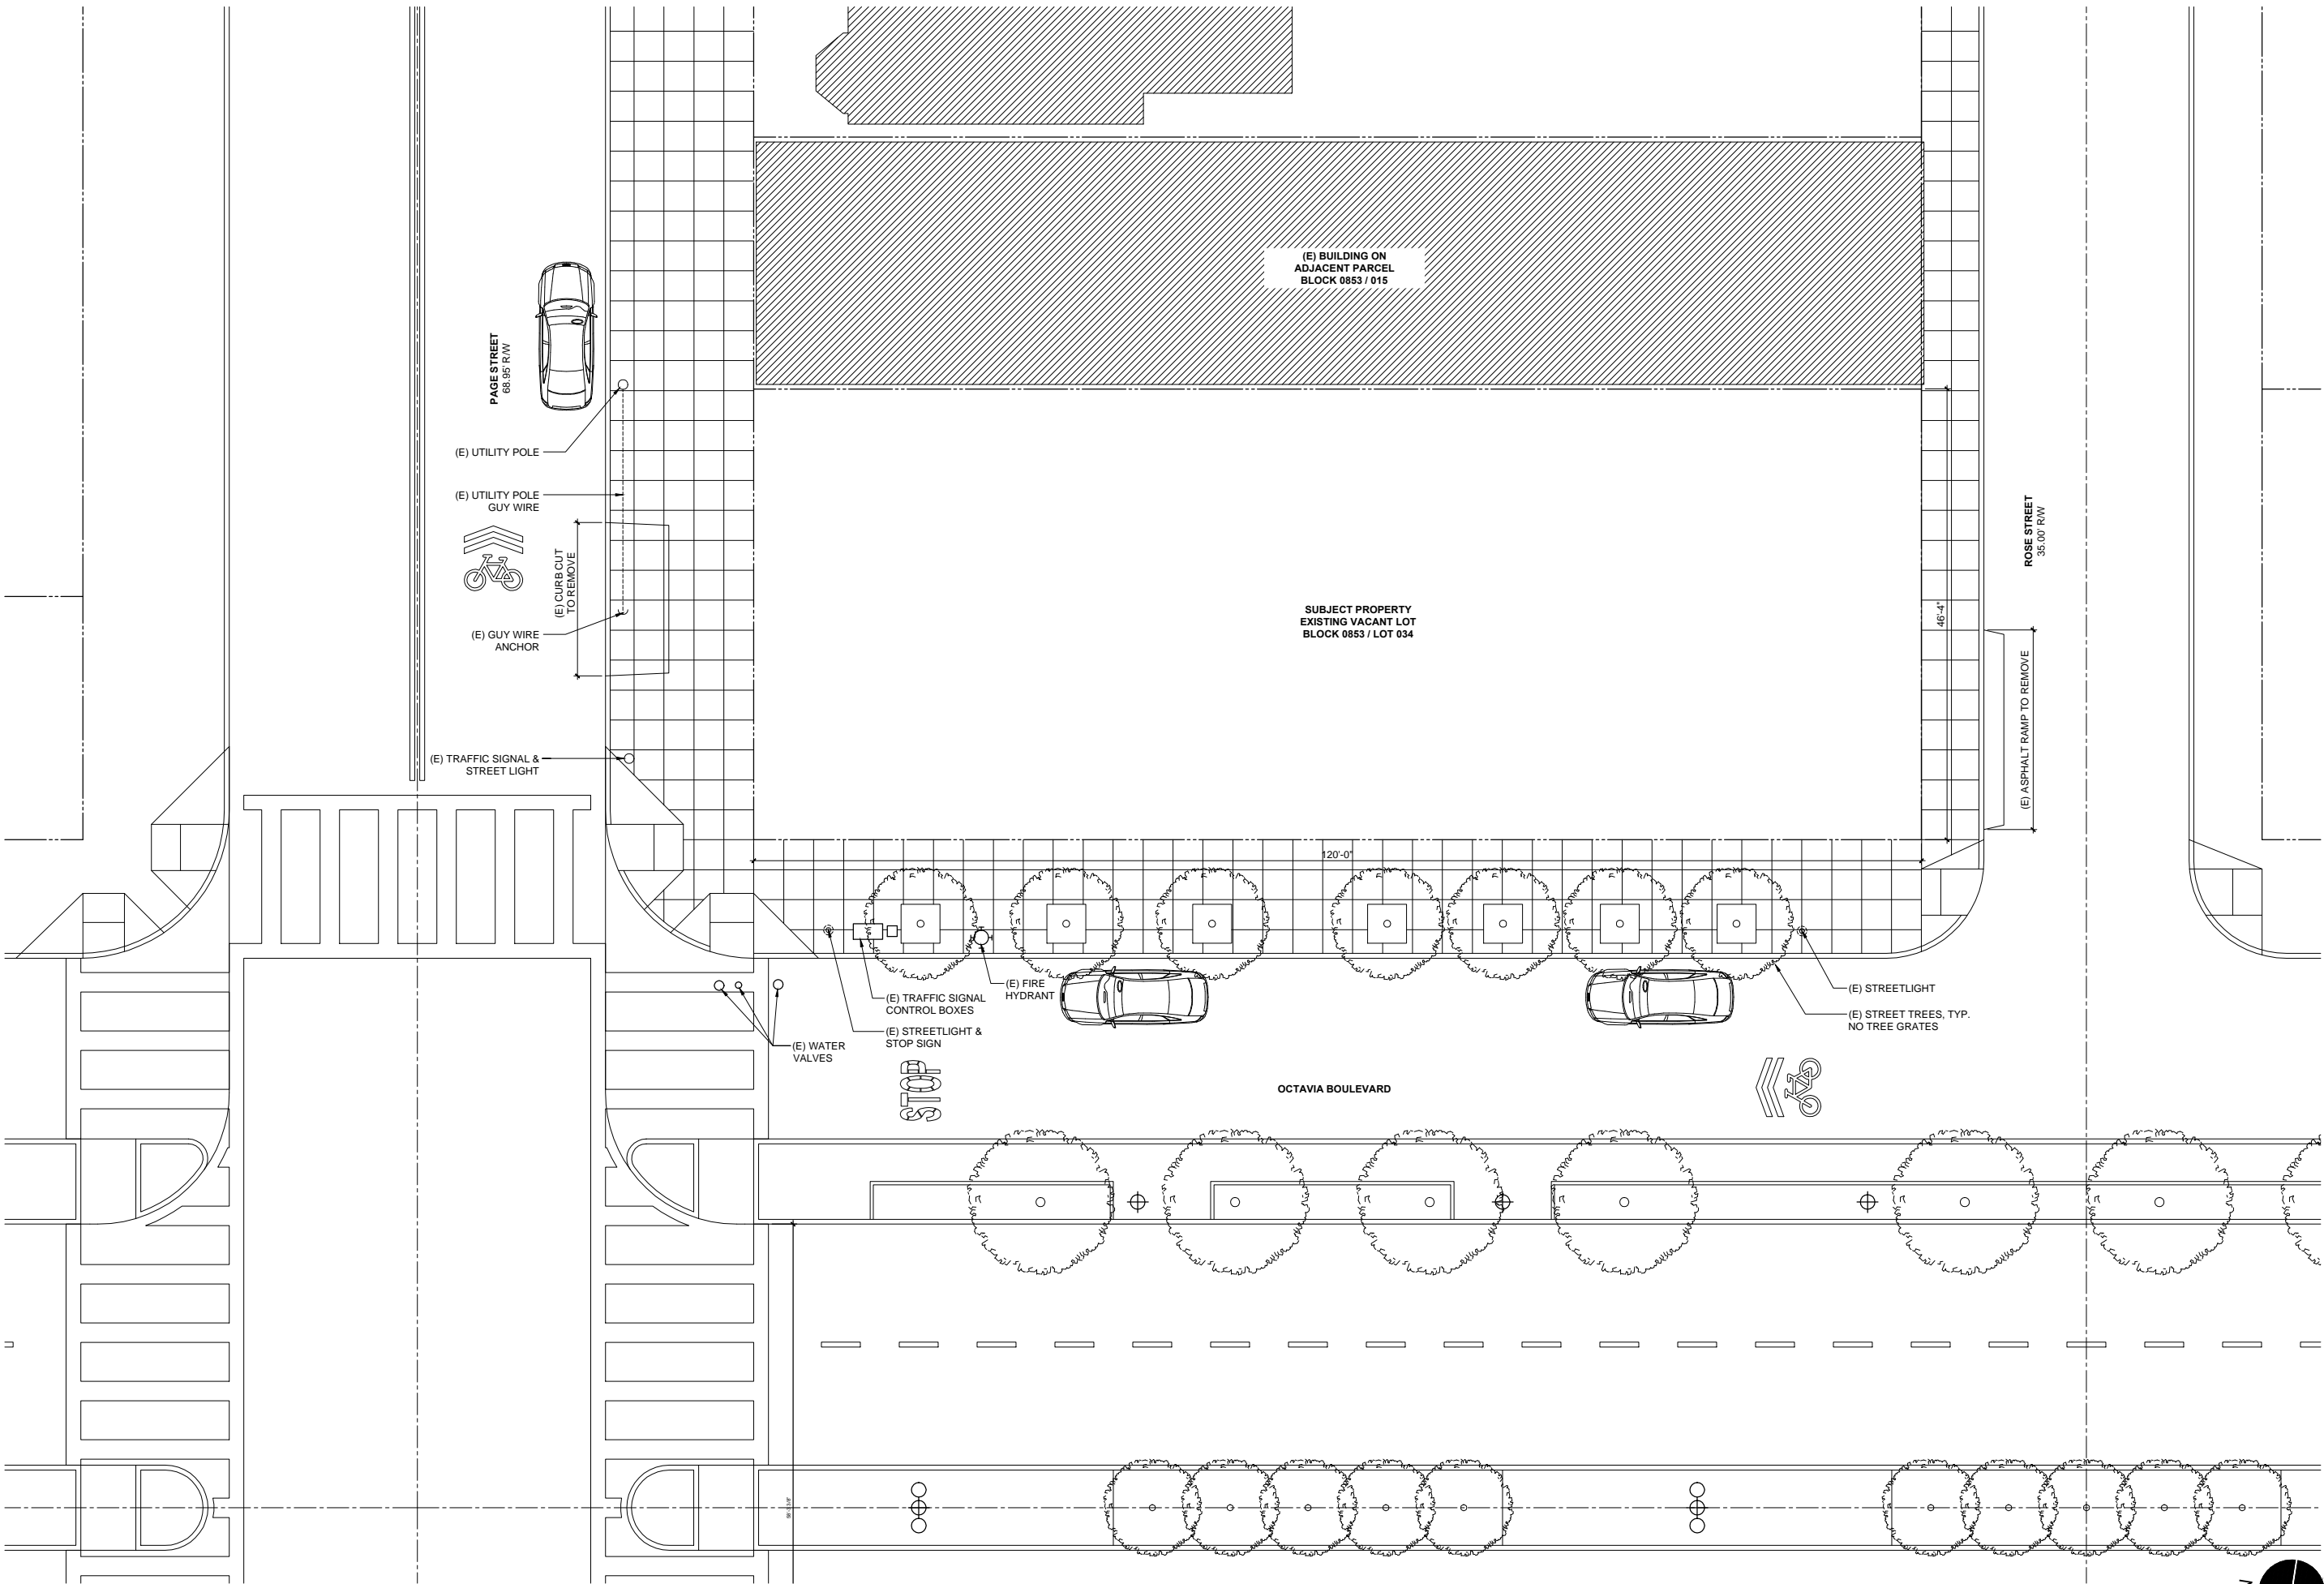 (E) BUILDING ON
ADJACENT PARCEL
BLOCK 0853 / 015
PAGE STREET
68.95' R/W
(E) UTILITY POLE
(E) UTILITY POLE
GUY WIRE
(E) CURB CUT
TO REMOVE
(E) GUY WIRE
ANCHOR
SUBJECT PROPERTY
EXISTING VACANT LOT
BLOCK 0853 / LOT 034
46'-4"
ROSE STREET
35.00' R/W
(E) ASPHALT RAMP TO REMOVE
(E) TRAFFIC SIGNAL &
STREET LIGHT
120'-0"
(E) FIRE
HYDRANT
(E) TRAFFIC SIGNAL
CONTROL BOXES
(E) STREETLIGHT &
STOP SIGN
(E) WATER
VALVES
(E) STREETLIGHT
(E) STREET TREES, TYP.
NO TREE GRATES
STOP
OCTAVIA BOULEVARD